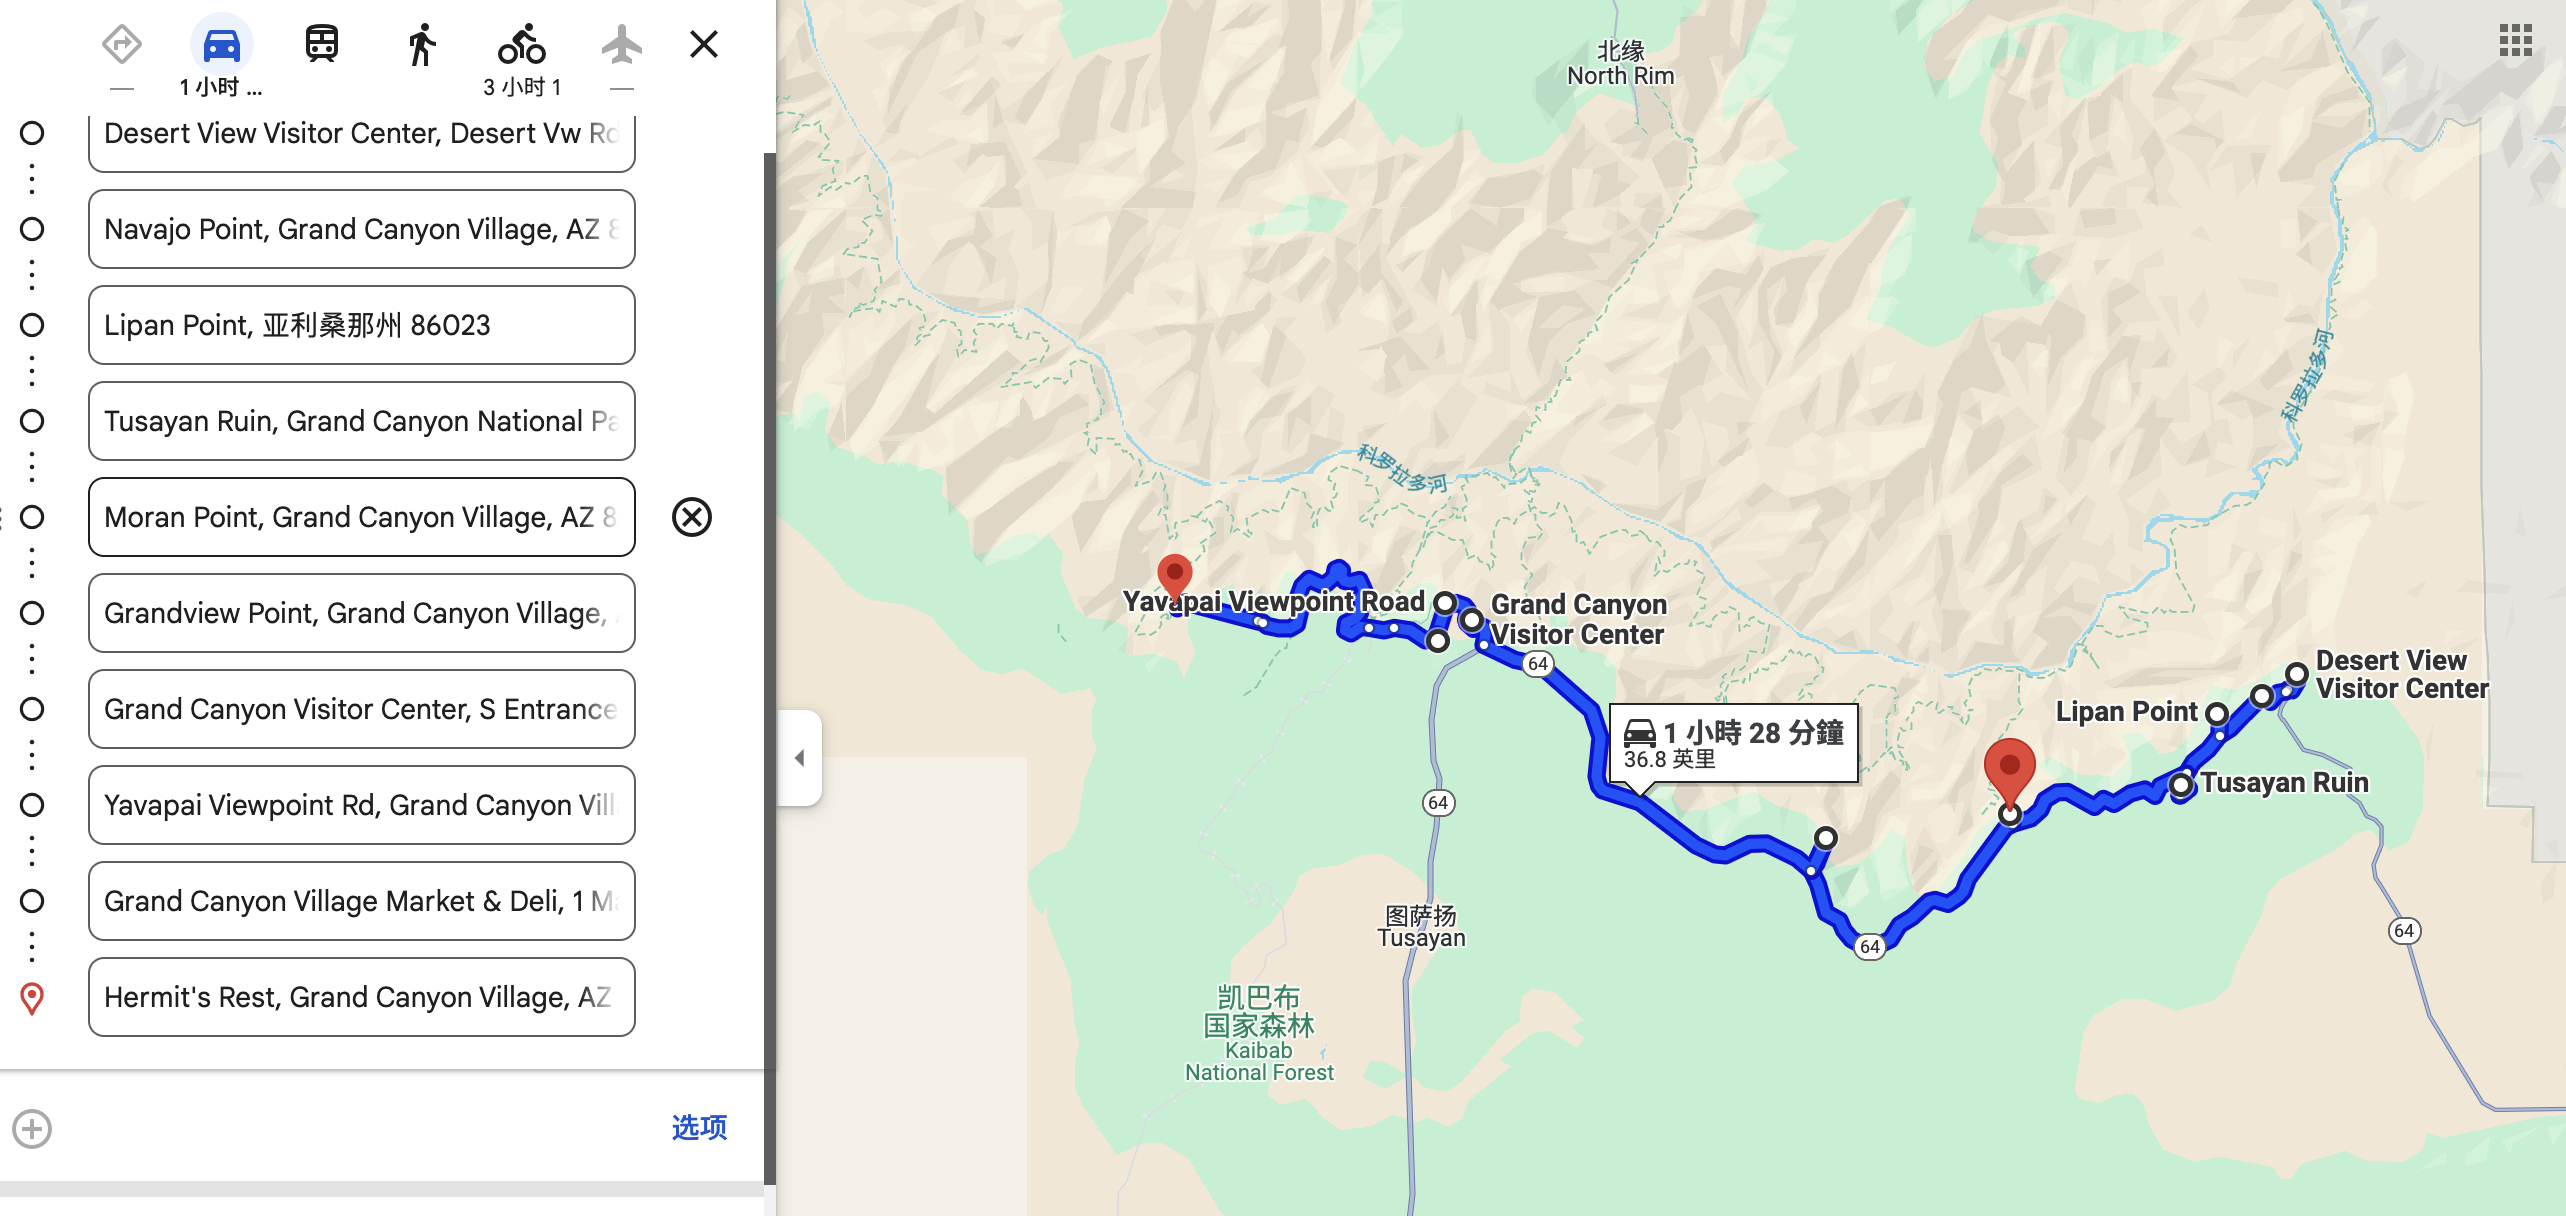 1 小时 ...
3 小时 1
Desert View Visitor Center, Desert Vw Rd
Navajo Point, Grand Canyon Village, AZ 8
Lipan Point, 亚利桑那州 86023
Tusayan Ruin, Grand Canyon National Pa
Moran Point, Grand Canyon Village, AZ 8
Grandview Point, Grand Canyon Village,
Grand Canyon Visitor Center, S Entrance
Yavapai Viewpoint Rd, Grand Canyon Vill
Grand Canyon Village Market & Deli, 1 Ma
Hermit's Rest, Grand Canyon Village, AZ
选项
北缘
North Rim
科罗拉多河
科罗拉多河
Yavapai Viewpoint Road
Grand Canyon
Visitor Center
64
Desert View
Visitor Center
Lipan Point
1 小時 28 分鐘
36.8 英里
Tusayan Ruin
64
图萨扬
Tusayan
64
64
凯巴布
国家森林
Kaibab
National Forest